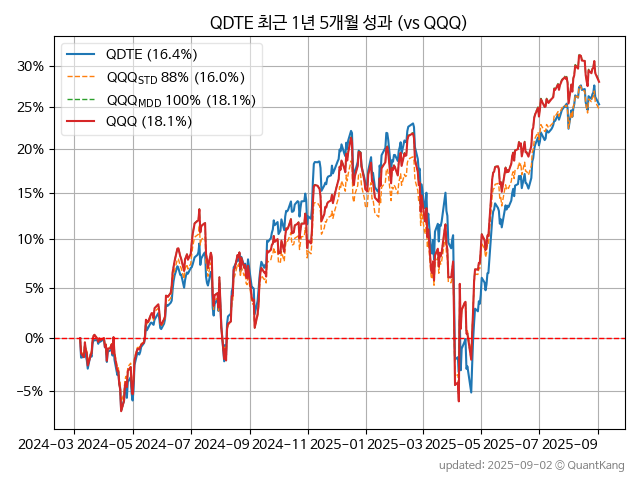 QDTE 최근 1년 5개월 성과 (vs QQQ)
QDTE (16.4%)
QQQSTD 88% (16.0%)
QQQMDD 100% (18.1%)
QQQ (18.1%)
30%
25%
20%
15%
10%
5%
0%
−5%
2024-03 2024-05 2024-07 2024-09 2024-11 2025-01 2025-03 2025-05 2025-07 2025-09
updated: 2025-09-02 © QuantKang